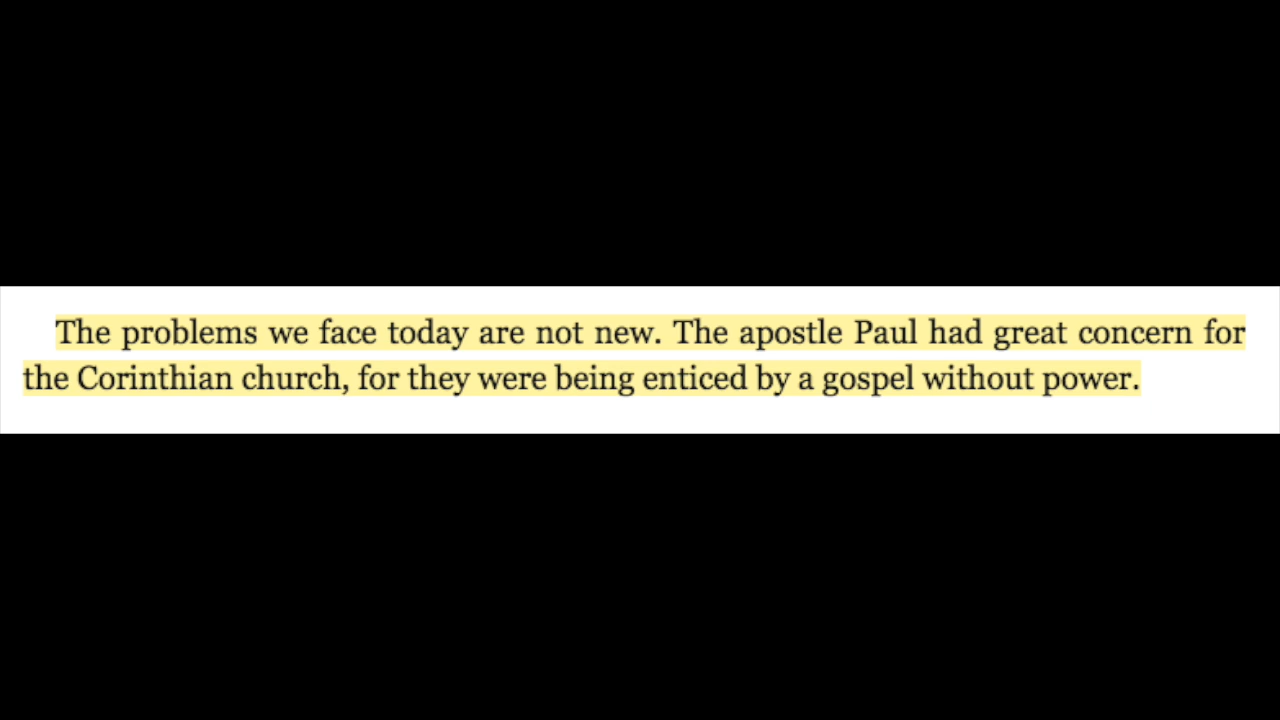 The problems we face today are not new. The apostle Paul had great concern for
the Corinthian church, for they were being enticed by a gospel without power.